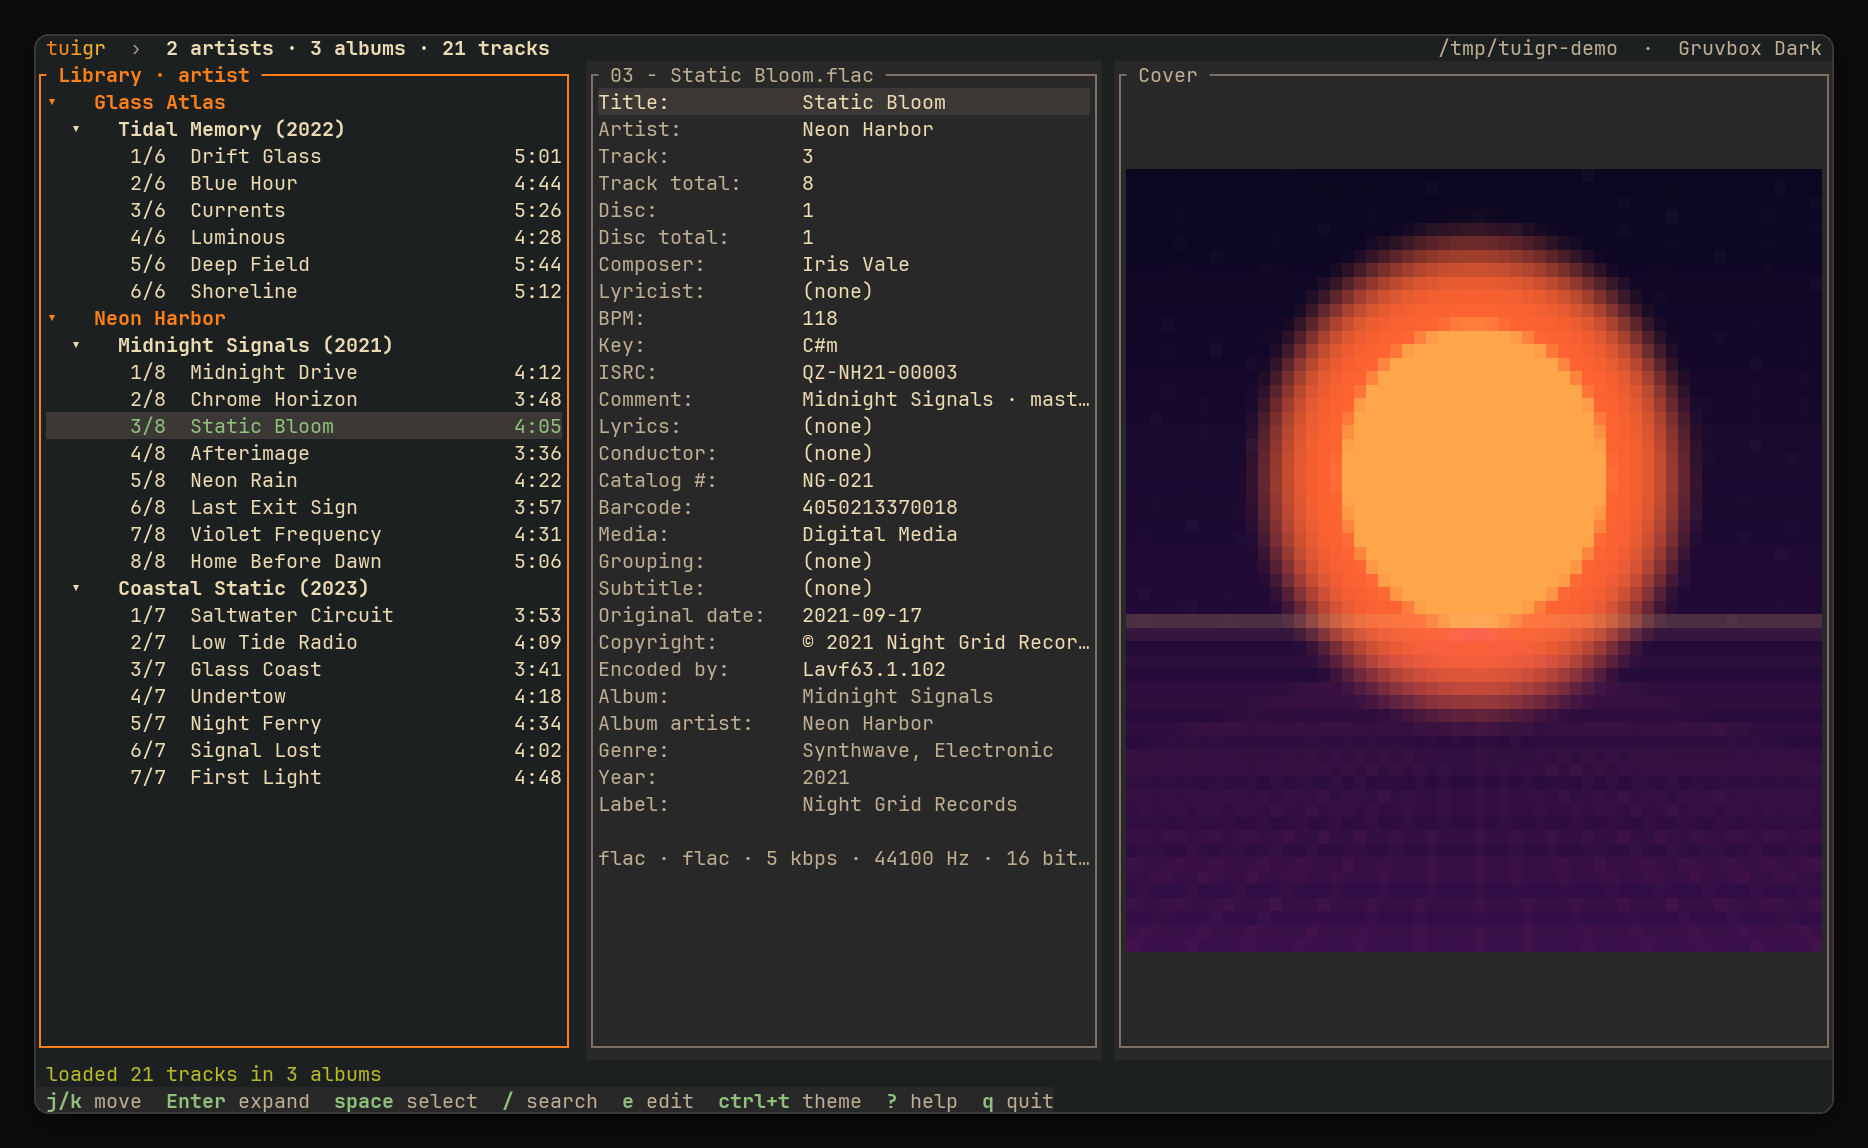 tuigr › 2 artists · 3 albums · 21 tracks /tmp/tuigr-demo · Gruvbox Dark
Library · artist
▾ Glass Atlas
▾ Tidal Memory (2022)
1/6 Drift Glass 5:01
2/6 Blue Hour 4:44
3/6 Currents 5:26
4/6 Luminous 4:28
5/6 Deep Field 5:44
6/6 Shoreline 5:12
▾ Neon Harbor
▾ Midnight Signals (2021)
1/8 Midnight Drive 4:12
2/8 Chrome Horizon 3:48
3/8 Static Bloom 4:05
4/8 Afterimage 3:36
5/8 Neon Rain 4:22
6/8 Last Exit Sign 3:57
7/8 Violet Frequency 4:31
8/8 Home Before Dawn 5:06
▾ Coastal Static (2023)
1/7 Saltwater Circuit 3:53
2/7 Low Tide Radio 4:09
3/7 Glass Coast 3:41
4/7 Undertow 4:18
5/7 Night Ferry 4:34
6/7 Signal Lost 4:02
7/7 First Light 4:48
03 - Static Bloom.flac
Title: Static Bloom
Artist: Neon Harbor
Track: 3
Track total: 8
Disc: 1
Disc total: 1
Composer: Iris Vale
Lyricist: (none)
BPM: 118
Key: C#m
ISRC: QZ-NH21-00003
Comment: Midnight Signals · mast…
Lyrics: (none)
Conductor: (none)
Catalog #: NG-021
Barcode: 4050213370018
Media: Digital Media
Grouping: (none)
Subtitle: (none)
Original date: 2021-09-17
Copyright: © 2021 Night Grid Recor…
Encoded by: Lavf63.1.102
Album: Midnight Signals
Album artist: Neon Harbor
Genre: Synthwave, Electronic
Year: 2021
Label: Night Grid Records
flac · flac · 5 kbps · 44100 Hz · 16 bit…
Cover
loaded 21 tracks in 3 albums
j/k move Enter expand space select / search e edit ctrl+t theme ? help q quit